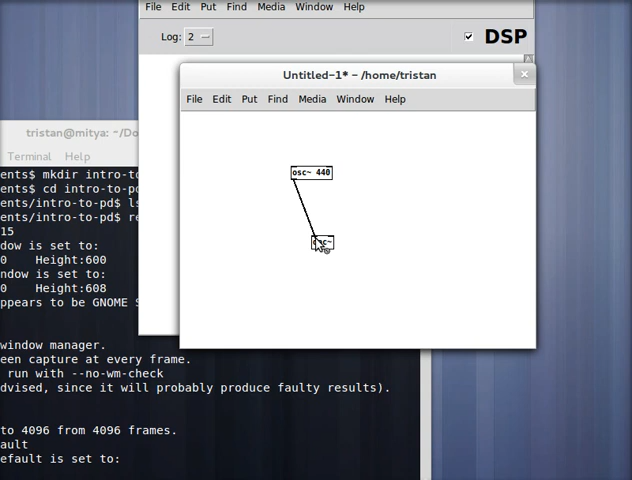 File Edit Put Find Media Window Help
Log: 2 DSP
Untitled-1* - /home/tristan
File Edit Put Find Media Window Help
osc~ 440
tristan@mitya: ~/Do
Terminal Help
ents$ mkdir intro-to
ents$ cd intro-to-pd
ents/intro-to-pd$ ls
ents/intro-to-pd$ re
15
dow is set to:
0 Height:600
ndow is set to:
0 Height:608
ppears to be GNOME S
window manager.
een capture at every frame.
run with --no-wm-check
dvised, since it will probably produce faulty results).
to 4096 from 4096 frames.
ault
efault is set to: